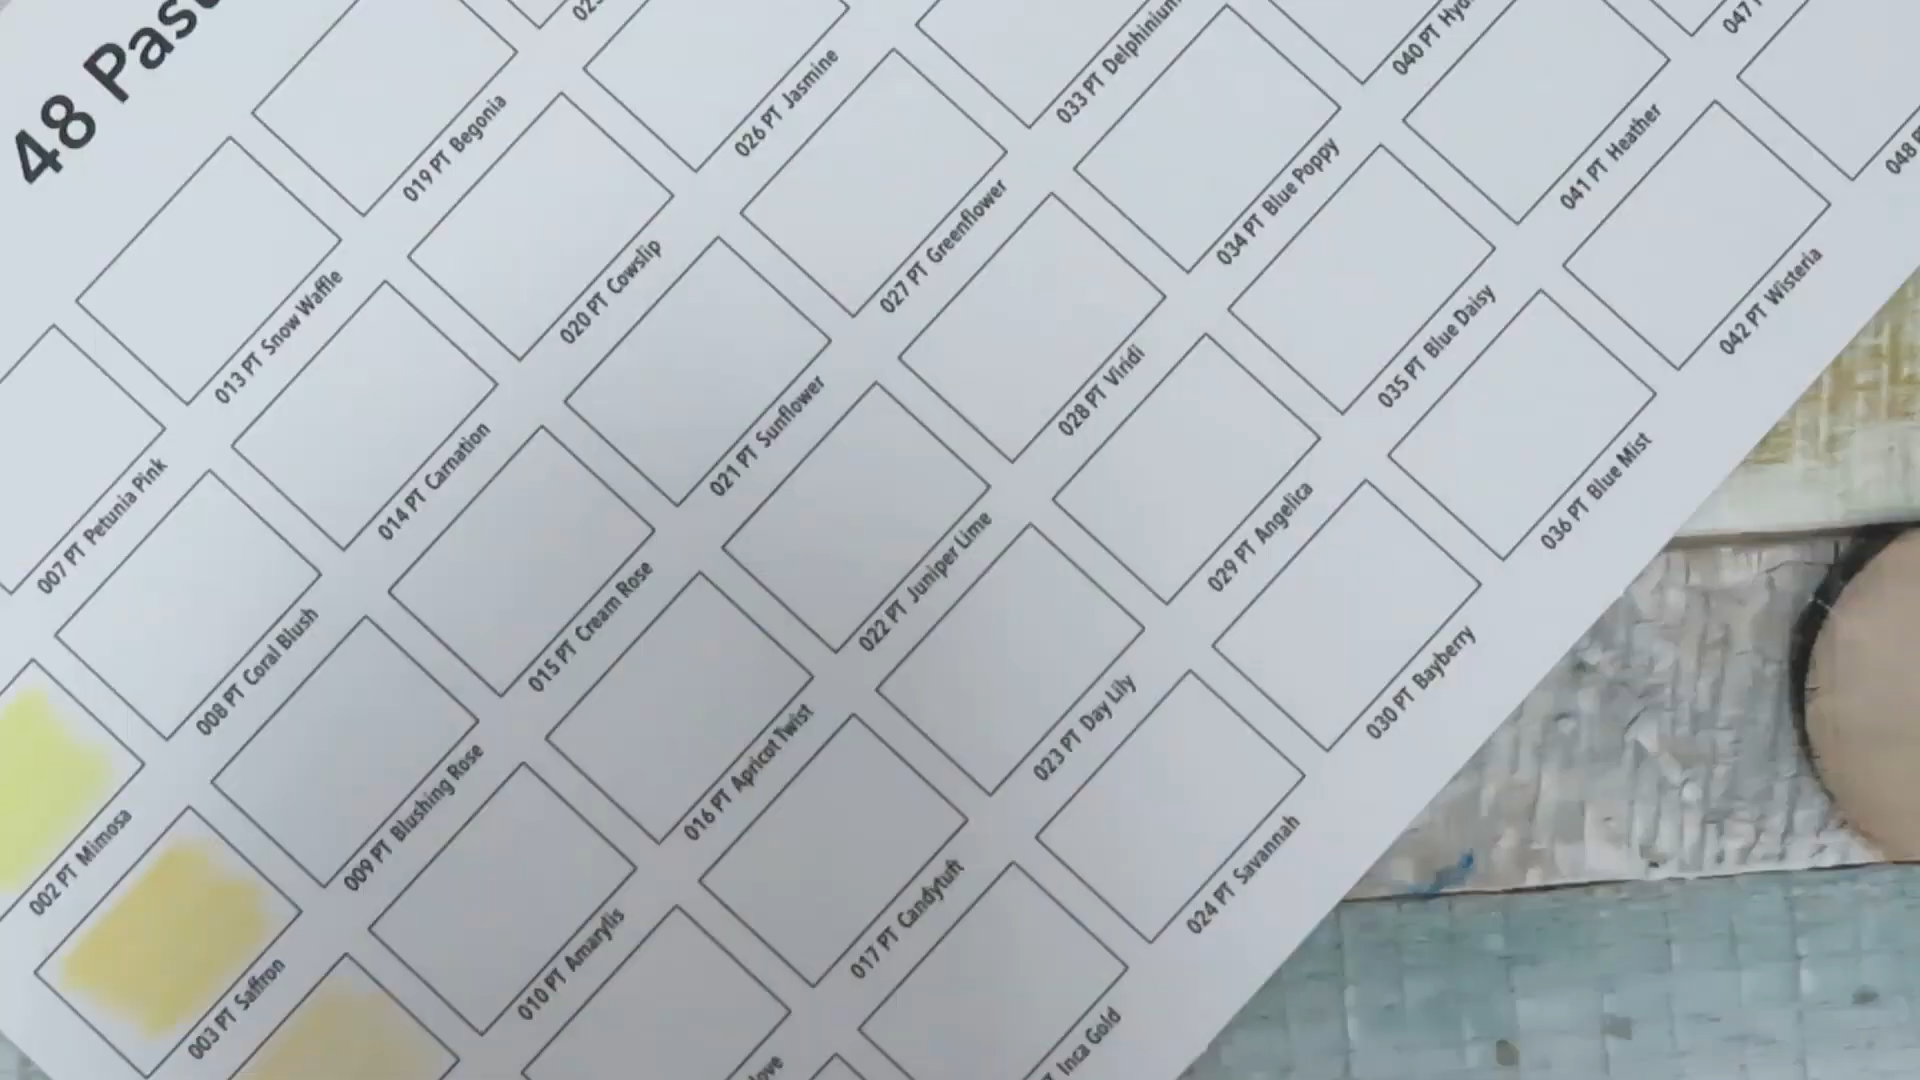 48
002 PT Mimosa
003 PT Saffron
007 PT Petunia Pink
008 PT Coral Blush
009 PT Blushing Rose
010 PT Amarylis
013 PT Snow Waffle
014 PT Carnation
015 PT Cream Rose
016 PT Apricot Twist
017 PT Candytuft
Inca Gold
019 PT Begonia
020 PT Cowslip
021 PT Sunflower
022 PT Juniper Lime
023 PT Day Lily
024 PT Savannah
026 PT Jasmine
027 PT Greenflower
028 PT Viridi
029 PT Angelica
030 PT Bayberry
033 PT Delphinium
034 PT Blue Poppy
035 PT Blue Daisy
036 PT Blue Mist
040 PT
041 PT Heather
042 PT Wisteria
047
048